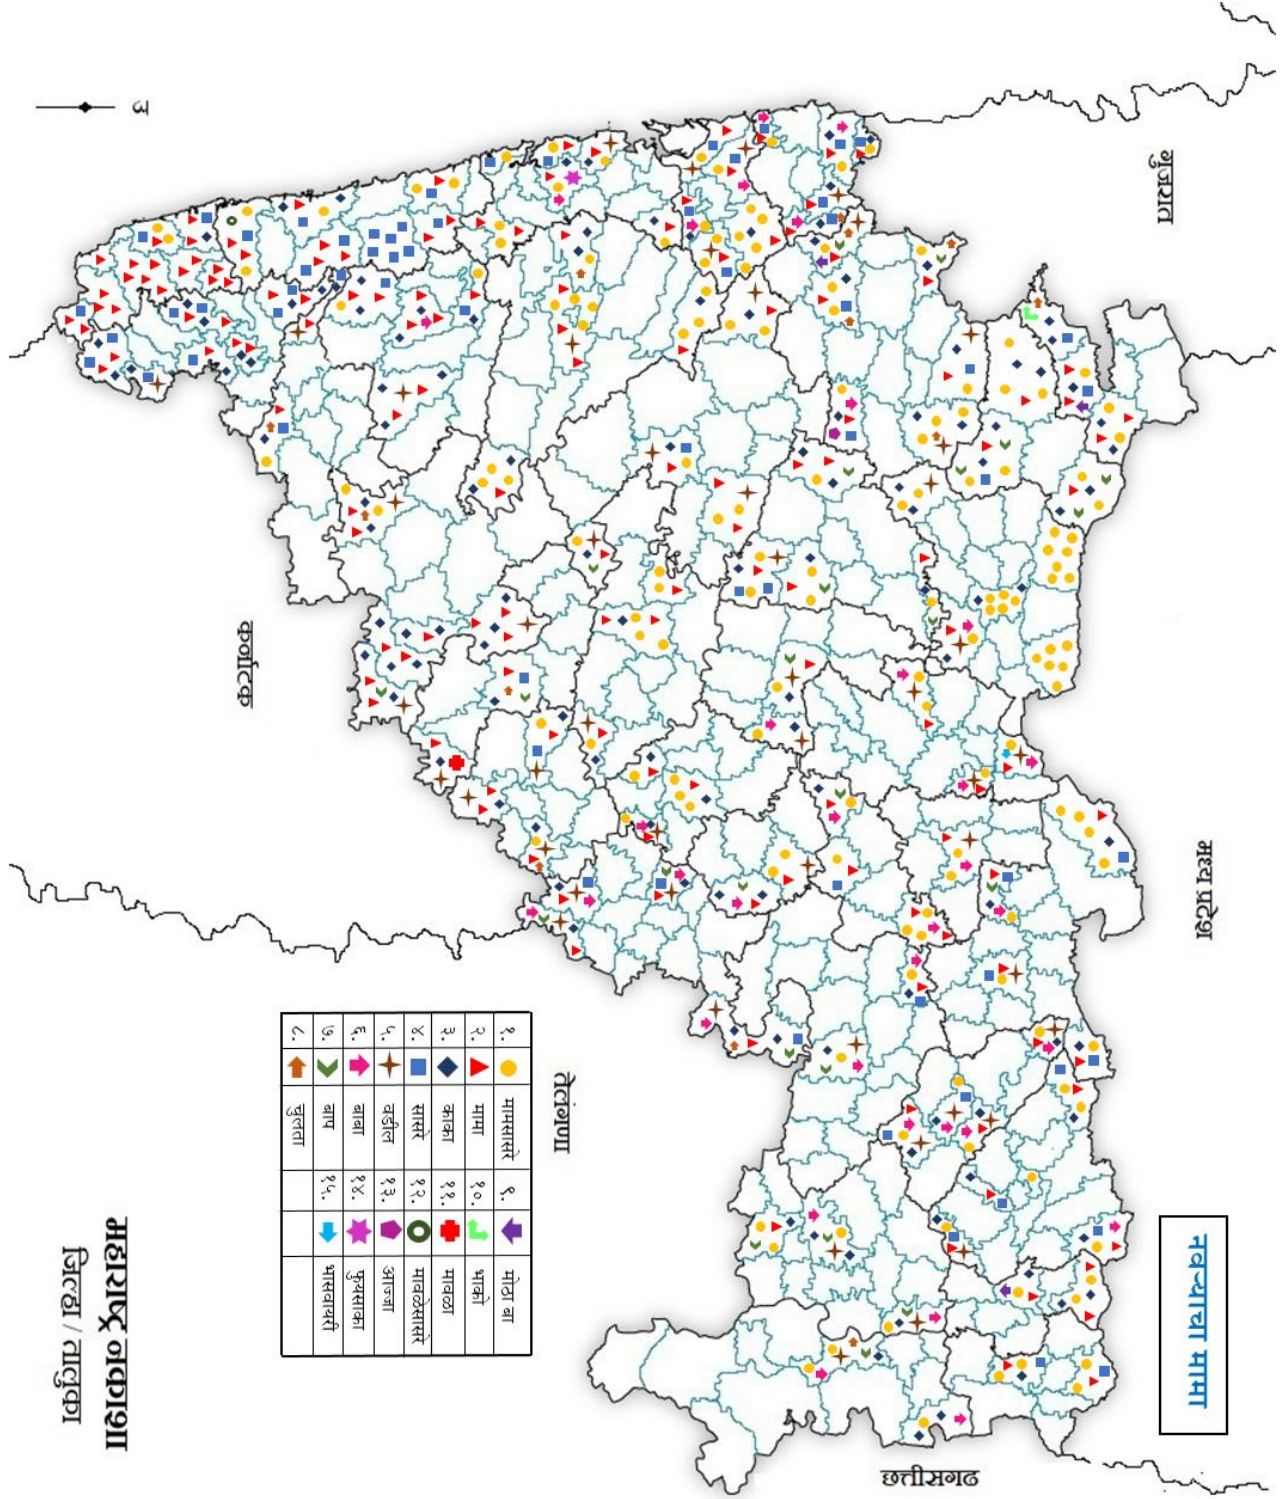 नवऱ्याचा मामा
गुजरात
मध्य प्रदेश
छत्तीसगढ
तेलंगणा
कर्नाटक
उ
१. मामसासरे ९. मोठा बा
२. मामा १०. भाको
३. काका ११. मावळा
४. सासरे १२. मावळेसासरे
५. वडील १३. आज्जा
६. बाबा १४. फुयसाका
७. बाप १५. भासवासी
८. चुलता
महाराष्ट्र नकाशा
जिल्हा / तालुका